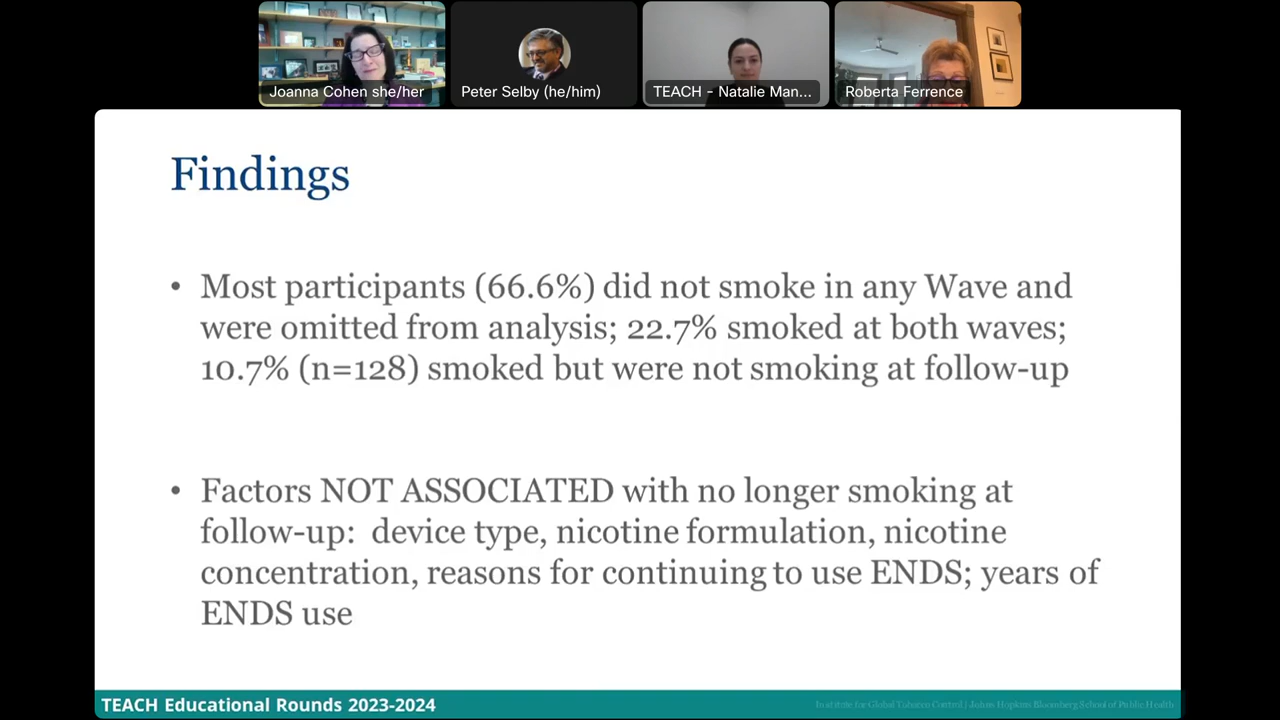 Joanna Cohen she/her
Peter Selby (he/him)
TEACH - Natalie Man...
Roberta Ferrence
Findings
• Most participants (66.6%) did not smoke in any Wave and
were omitted from analysis; 22.7% smoked at both waves;
10.7% (n=128) smoked but were not smoking at follow-up
• Factors NOT ASSOCIATED with no longer smoking at
follow-up: device type, nicotine formulation, nicotine
concentration, reasons for continuing to use ENDS; years of
ENDS use
TEACH Educational Rounds 2023-2024
Institute for Global Tobacco Control / Johns Hopkins Bloomberg School of Public Health